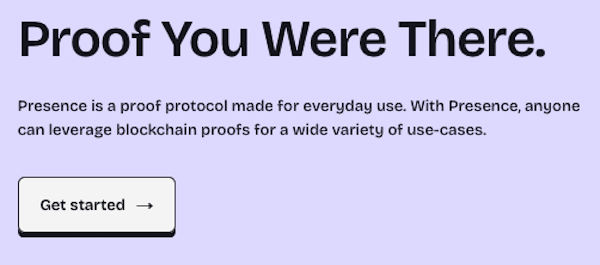 Proof You Were There.
Presence is a proof protocol made for everyday use. With Presence, anyone
can leverage blockchain proofs for a wide variety of use-cases.
Get started →